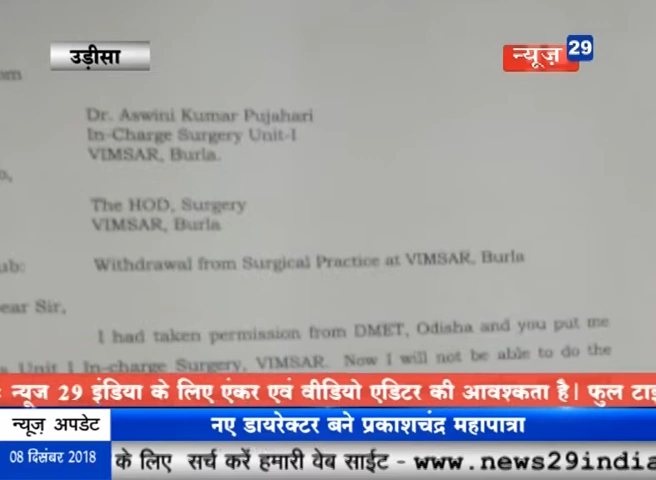 उड़ीसा
न्यूज़ 29
Dr. Aswini Kumar Pujahari
In-Charge Surgery Unit-I
VIMSAR, Burla.
The HOD, Surgery
VIMSAR, Burla
Withdrawal from Surgical Practice at VIMSAR, Burla
ear Sir,
I had taken permission from DMET, Odisha and you put me
Unit I In-charge Surgery, VIMSAR. Now I will not be able to do the
न्यूज 29 इंडिया के लिए एंकर एवं वीडियो एडिटर की आवश्कता है। फुल टाइ
न्यूज़ अपडेट
नए डायरेक्टर बने प्रकाशचंद्र महापात्रा
08 दिसंबर 2018
के लिए सर्च करें हमारी वेब साईट - www.news29india